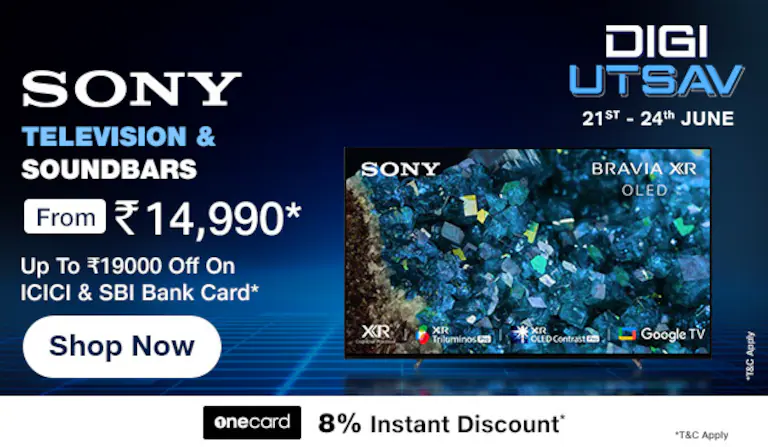 SONY
TELEVISION &
SOUNDBARS
From ₹14,990*
Up To ₹19000 Off On
ICICI & SBI Bank Card*
Shop Now
DIGI
UTSAV
21ST - 24th JUNE
SONY
BRAVIA XR
OLED
XR
XR
Triluminos Pro
XR
OLED Contrast Pro
Google TV
*T&C Apply
onecard 8% Instant Discount*
*T&C Apply